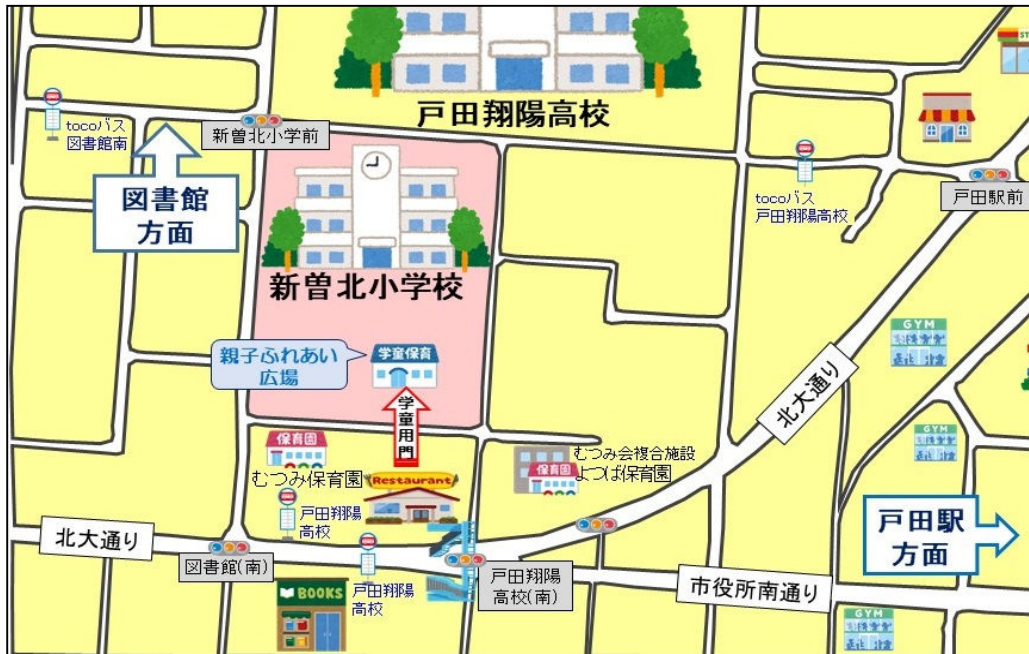 戸田翔陽高校
tocoバス
図書館南
新曽北小学前
図書館
方面
新曽北小学校
tocoバス
戸田翔陽高校
戸田駅前
親子ふれあい
広場
学童保育
学童用門
GYM
北大通り
GYM
保育園
むつみ保育園
Restaurant
むつみ会複合施設
よつば保育園
保育園
戸田翔陽
高校
北大通り
図書館(南)
戸田翔陽
高校
戸田翔陽
高校(南)
BOOKS
戸田駅
方面
市役所南通り
GYM